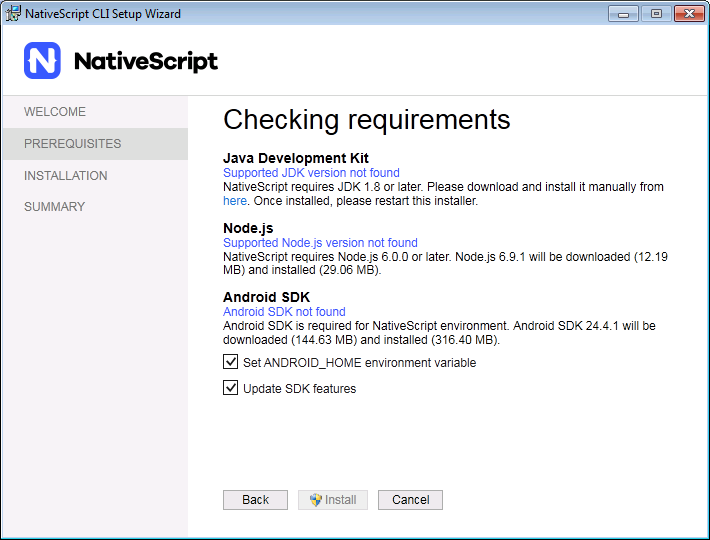 NativeScript CLI Setup Wizard
NativeScript
WELCOME
PREREQUISITES
INSTALLATION
SUMMARY
Checking requirements
Java Development Kit
Supported JDK version not found
NativeScript requires JDK 1.8 or later. Please download and install it manually from
here. Once installed, please restart this installer.
Node.js
Supported Node.js version not found
NativeScript requires Node.js 6.0.0 or later. Node.js 6.9.1 will be downloaded (12.19
MB) and installed (29.06 MB).
Android SDK
Android SDK not found
Android SDK is required for NativeScript environment. Android SDK 24.4.1 will be
downloaded (144.63 MB) and installed (316.40 MB).
Set ANDROID_HOME environment variable
Update SDK features
Back Install Cancel